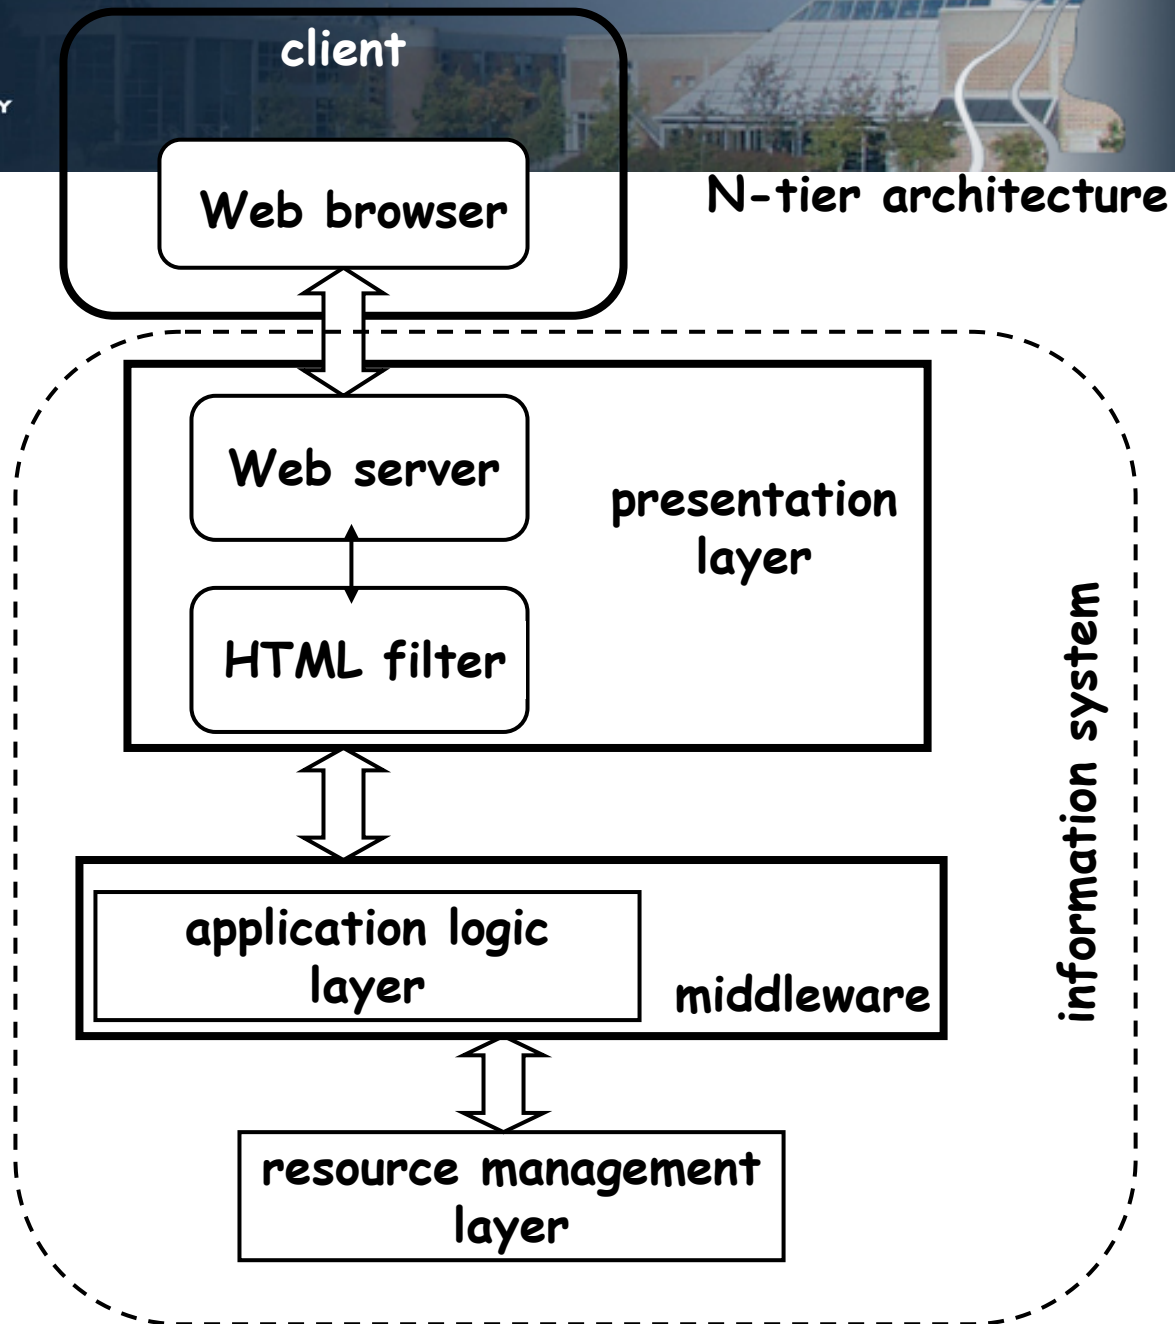 client
Y
Web browser
N-tier architecture
Web server
presentation
layer
HTML filter
information system
application logic
layer
middleware
resource management
layer